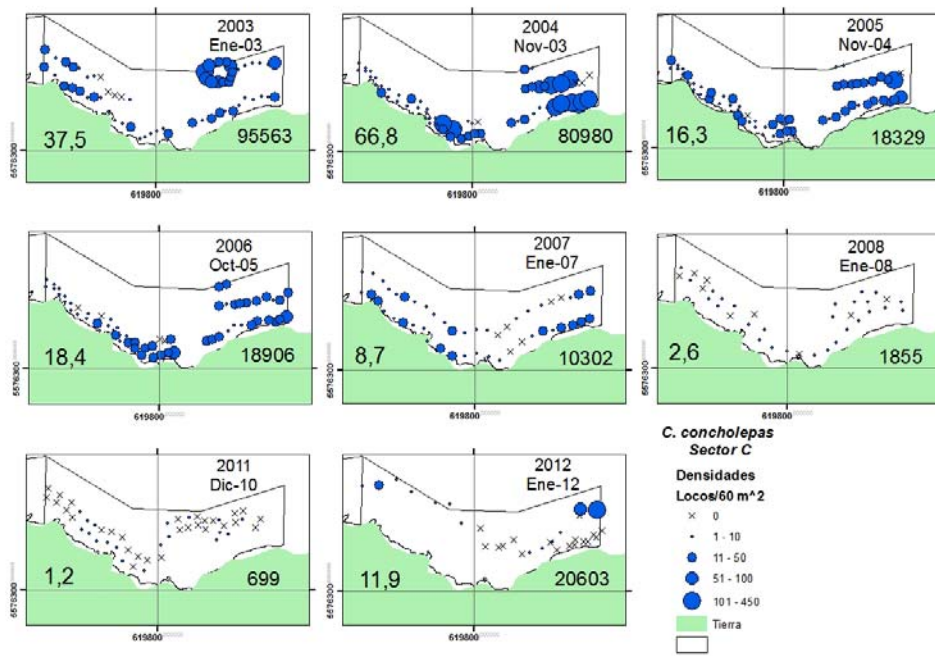 2003
Ene-03
37,5
95563
5576300
619800
2004
Nov-03
66,8
80980
5576300
619800
2005
Nov-04
16,3
18329
5576300
619800
2006
Oct-05
18,4
18906
5576300
619800
2007
Ene-07
8,7
10302
5576300
619800
2008
Ene-08
2,6
1855
5576300
619800
2011
Dic-10
1,2
699
5576300
619800
2012
Ene-12
11,9
20603
5576300
619800
C. concholepas
Sector C
Densidades
Locos/60 m^2
0
1 - 10
11 - 50
51 - 100
101 - 450
Tierra